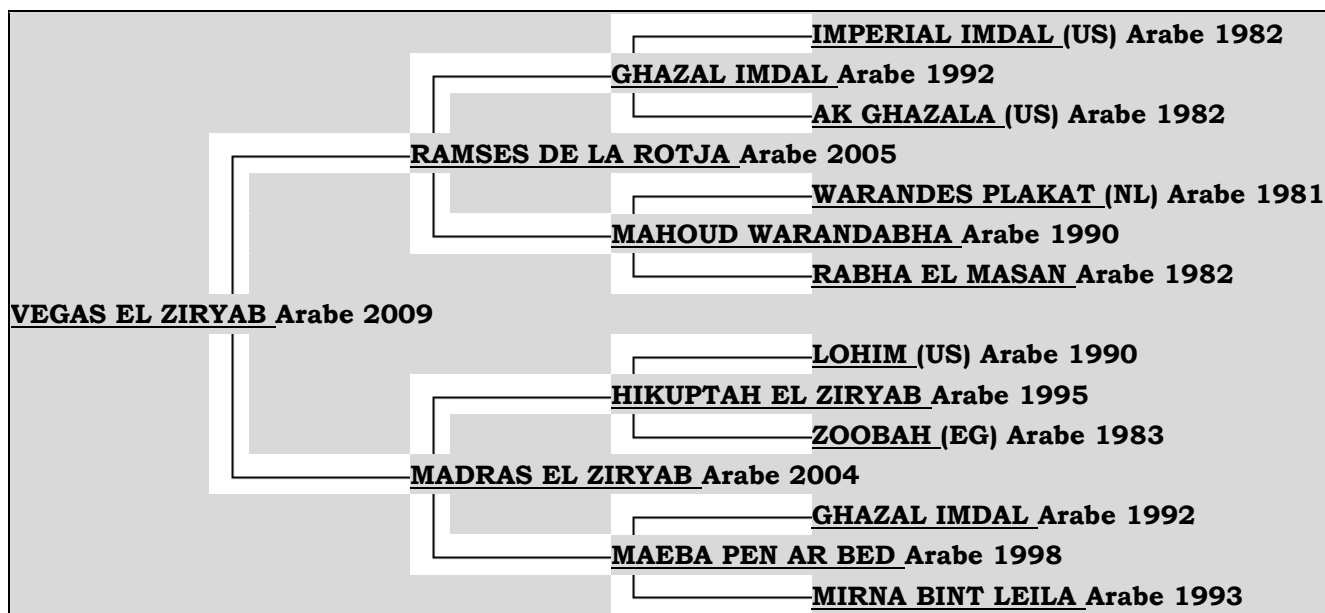 IMPERIAL IMDAL (US) Arabe 1982
GHAZAL IMDAL Arabe 1992
AK GHAZALA (US) Arabe 1982
RAMSES DE LA ROTJA Arabe 2005
WARANDES PLAKAT (NL) Arabe 1981
MAHOUD WARANDABHA Arabe 1990
RABHA EL MASAN Arabe 1982
VEGAS EL ZIRYAB Arabe 2009
LOHIM (US) Arabe 1990
HIKUPTAH EL ZIRYAB Arabe 1995
ZOOBAH (EG) Arabe 1983
MADRAS EL ZIRYAB Arabe 2004
GHAZAL IMDAL Arabe 1992
MAEBA PEN AR BED Arabe 1998
MIRNA BINT LEILA Arabe 1993